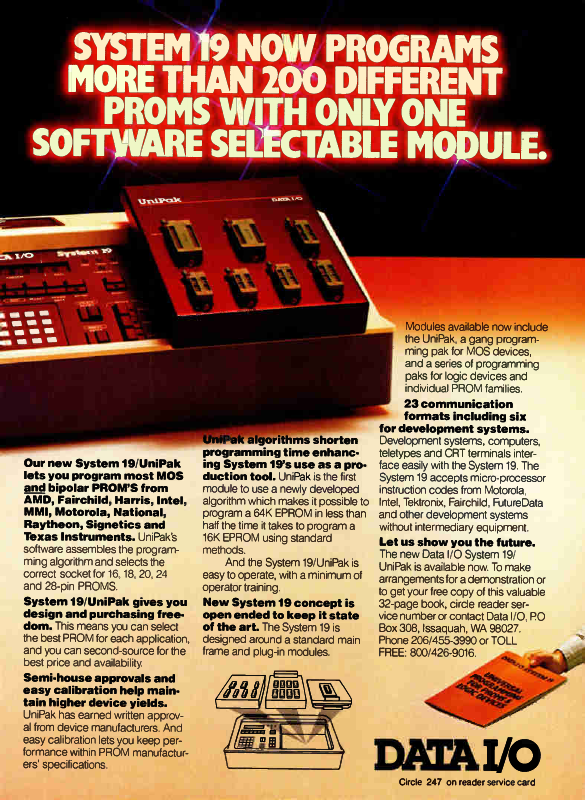 SYSTEM 19 NOW PROGRAMS
MORE THAN 200 DIFFERENT
PROMS WITH ONLY ONE
SOFTWARE SELECTABLE MODULE.
UniPak
DATA I/O
System 19
Our new System 19/UniPak
lets you program most MOS
and bipolar PROM'S from
AMD, Fairchild, Harris, Intel,
MMI, Motorola, National,
Raytheon, Signetics and
Texas Instruments. UniPak's
software assembles the program-
ming algorithm and selects the
correct socket for 16, 18, 20, 24
and 28-pin PROMS.
System 19/UniPak gives you
design and purchasing free-
dom. This means you can select
the best PROM for each application,
and you can second-source for the
best price and availability.
Semi-house approvals and
easy calibration help main-
tain higher device yields.
UniPak has earned written approv-
al from device manufacturers. And
easy calibration lets you keep per-
formance within PROM manufactur-
ers' specifications.
UniPak algorithms shorten
programming time enhanc-
ing System 19's use as a pro-
duction tool. UniPak is the first
module to use a newly developed
algorithm which makes it possible to
program a 64K EPROM in less than
half the time it takes to program a
16K EPROM using standard
methods.
And the System 19/UniPak is
easy to operate, with a minimum of
operator training.
New System 19 concept is
open ended to keep it state
of the art. The System 19 is
designed around a standard main
frame and plug-in modules.
Modules available now include
the UniPak, a gang program-
ming pak for MOS devices,
and a series of programming
paks for logic devices and
individual PROM families.
23 communication
formats including six
for development systems.
Development systems, computers,
teletypes and CRT terminals inter-
face easily with the System 19. The
System 19 accepts micro-processor
instruction codes from Motorola,
Intel, Tektronix, Fairchild, FutureData
and other development systems
without intermediary equipment.
Let us show you the future.
The new Data I/O System 19/
UniPak is available now. To make
arrangements for a demonstration or
to get your free copy of this valuable
32-page book, circle reader ser-
vice number or contact Data I/O, P.O
Box 308, Issaquah, WA 98027.
Phone 206/455-3990 or TOLL
FREE: 800/426-9016.
DATA I/O SYSTEM 19
UNIVERSAL
PROGRAMMING
FOR PROMS
LOGIC DEVICES
DATA I/O
Circle 247 on reader service card